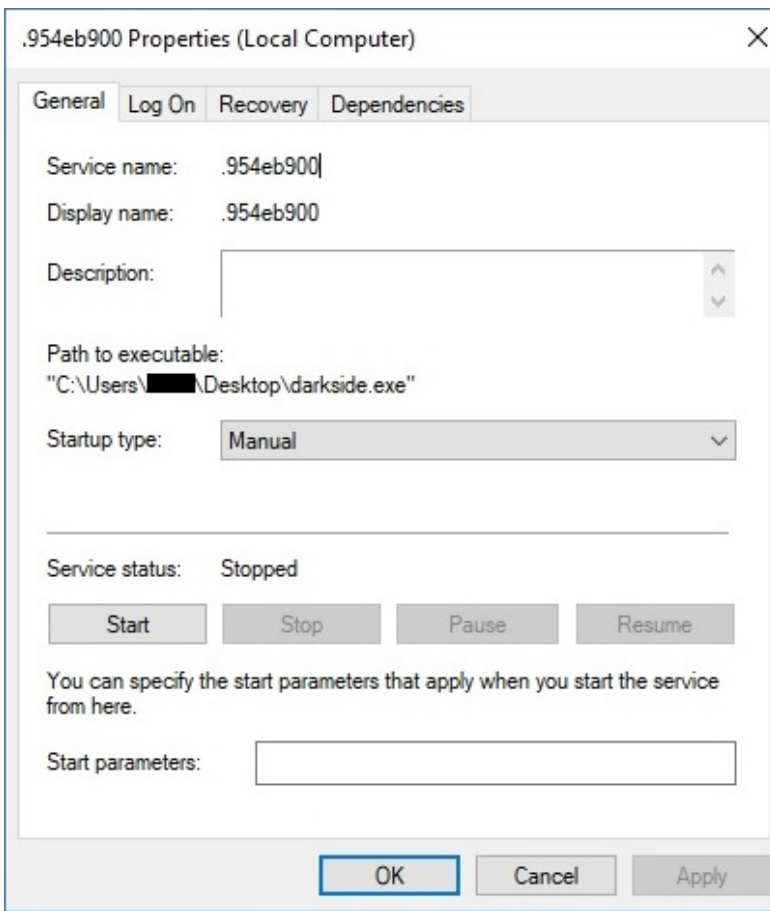 .954eb900 Properties (Local Computer)
General Log On Recovery Dependencies
Service name: .954eb900
Display name: .954eb900
Description:
Path to executable:
"C:\Users\ \Desktop\darkside.exe"
Startup type: Manual
Service status: Stopped
Start Stop Pause Resume
You can specify the start parameters that apply when you start the service
from here.
Start parameters:
OK Cancel Apply